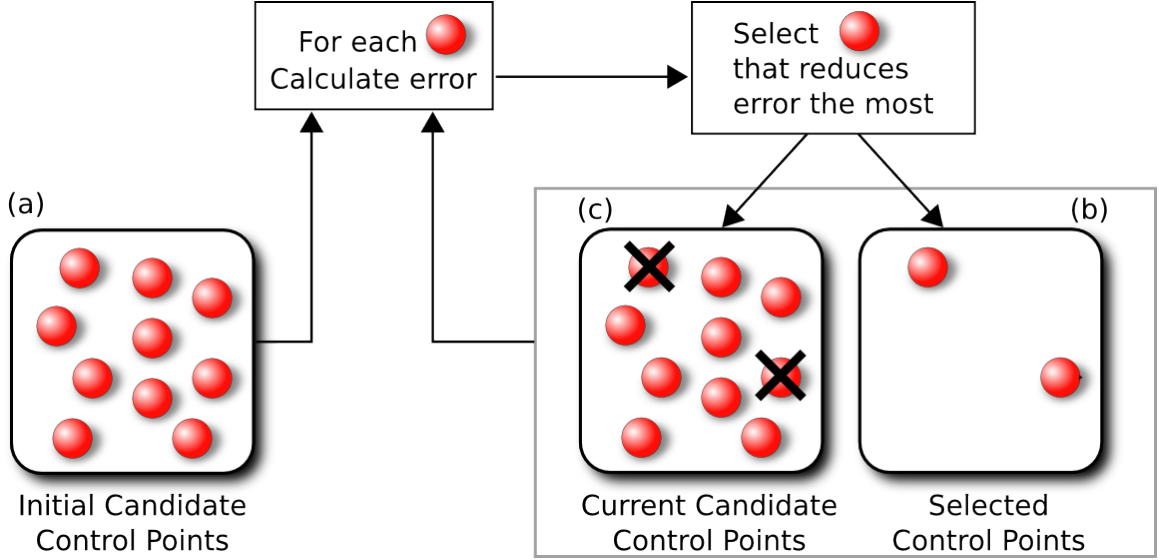 For each
Calculate error
Select
that reduces
error the most
(a)
(c)
(b)
Initial Candidate
Control Points
Current Candidate
Control Points
Selected
Control Points